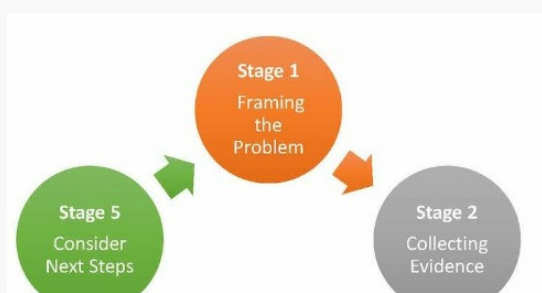 Stage 1
Framing
the
Problem
Stage 5
Consider
Next Steps
Stage 2
Collecting
Evidence